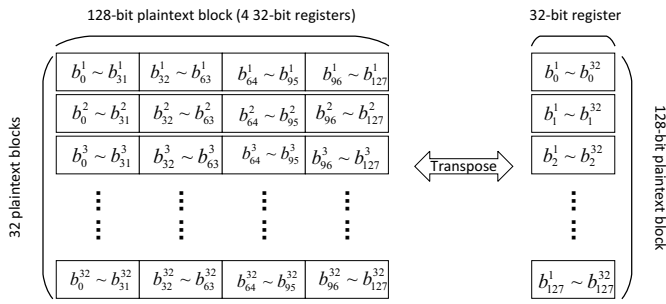 128-bit plaintext block (4 32-bit registers) 32-bit register
b_0^1 ~ b_31^1 b_32^1 ~ b_63^1 b_64^1 ~ b_95^1 b_96^1 ~ b_127^1 b_0^1 ~ b_0^32
b_0^2 ~ b_31^2 b_32^2 ~ b_63^2 b_64^2 ~ b_95^2 b_96^2 ~ b_127^2 b_1^1 ~ b_1^32
b_0^3 ~ b_31^3 b_32^3 ~ b_63^3 b_64^3 ~ b_95^3 b_96^3 ~ b_127^3 b_2^1 ~ b_2^32
32 plaintext blocks
Transpose
128-bit plaintext block
b_0^32 ~ b_31^32 b_32^32 ~ b_63^32 b_64^32 ~ b_95^32 b_96^32 ~ b_127^32 b_127^1 ~ b_127^32